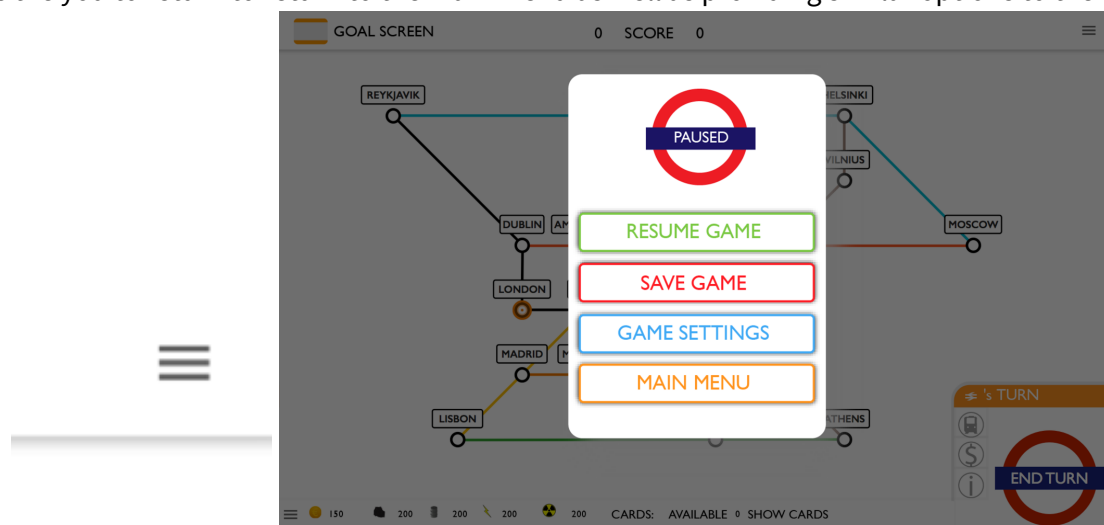 GOAL SCREEN 0 SCORE 0
REYKJAVIK
HELSINKI
PAUSED
VILNIUS
DUBLIN
MOSCOW
RESUME GAME
SAVE GAME
LONDON
GAME SETTINGS
MADRID
MAIN MENU
's TURN
LISBON
ATHENS
END TURN
150 200 200 200 200 CARDS: AVAILABLE 0 SHOW CARDS